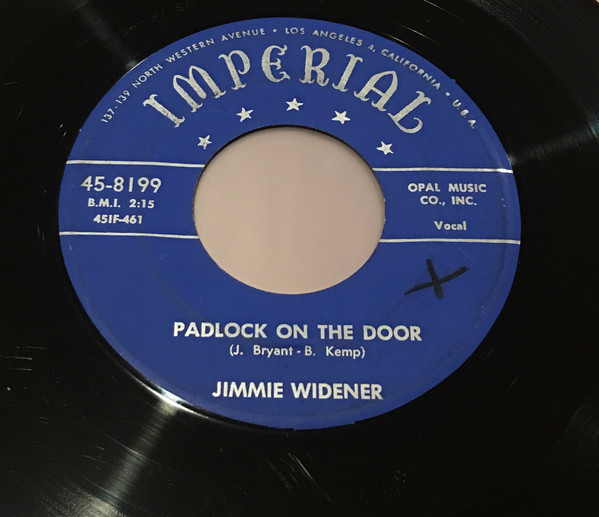 137-139 NORTH WESTERN AVENUE • LOS ANGELES 4, CALIFORNIA • U.S.A.
IMPERIAL
45-8199
B.M.I. 2:15
45IF-461
OPAL MUSIC
CO., INC.
Vocal
X
PADLOCK ON THE DOOR
(J. Bryant - B. Kemp)
JIMMIE WIDENER